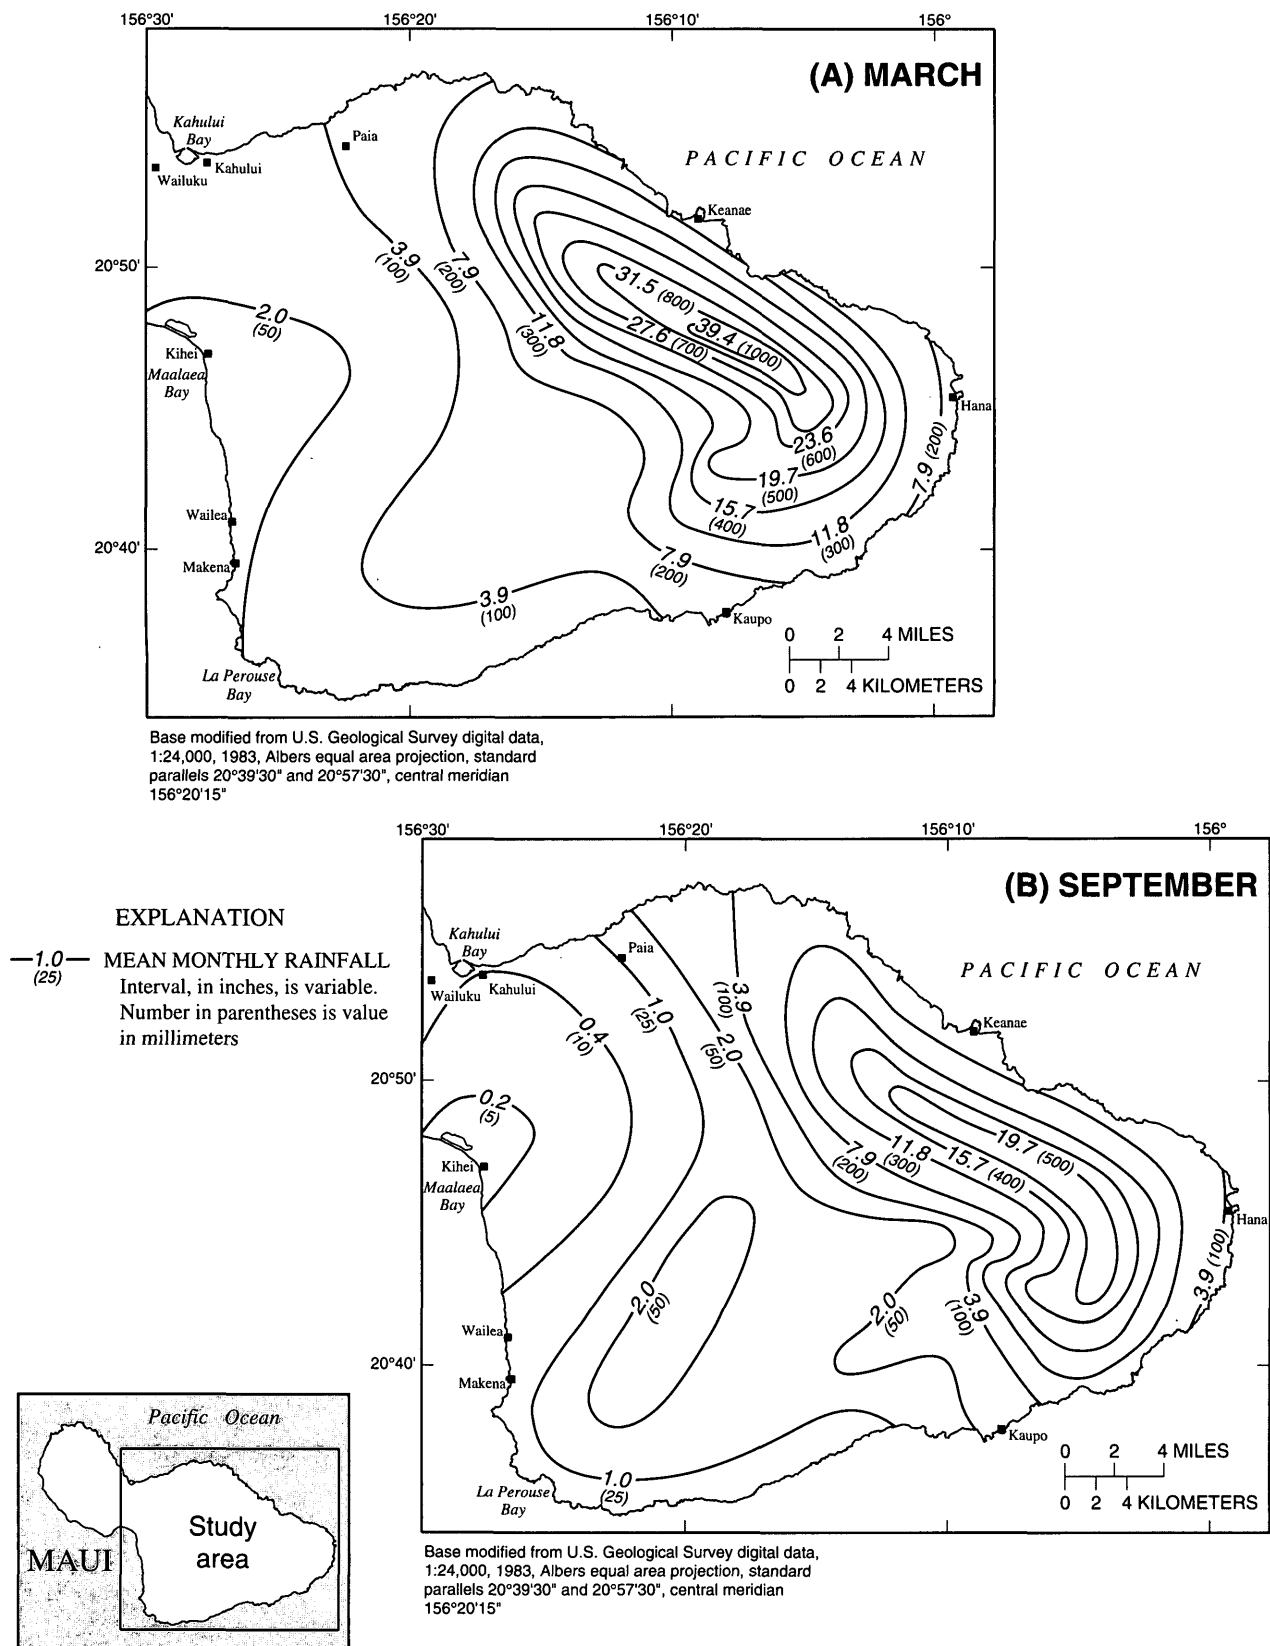 156°30' 156°20' 156°10' 156°
(A) MARCH
Kahului
Bay
Paia
PACIFIC OCEAN
Wailuku
Kahului
Keanae
3.9
(100)
7.9
(200)
20°50'
31.5 (800)
39.4 (1000)
27.6 (700)
2.0
(50)
11.8
(300)
Kihei
Maalaea
Bay
Hana
23.6
(600)
7.9 (200)
19.7
(500)
15.7
(400)
11.8
(300)
Wailea
20°40'
Makena
7.9
(200)
3.9
(100)
Kaupo
0 2 4 MILES
0 2 4 KILOMETERS
La Perouse
Bay
Base modified from U.S. Geological Survey digital data,
1:24,000, 1983, Albers equal area projection, standard
parallels 20°39'30" and 20°57'30", central meridian
156°20'15"
156°30' 156°20' 156°10' 156°
(B) SEPTEMBER
Kahului
Bay
Paia
PACIFIC OCEAN
Wailuku
Kahului
Keanae
3.9
(100)
1.0
(25)
0.4
(10)
2.0
(50)
20°50'
0.2
(5)
Kihei
Maalaea
Bay
7.9
(200)
11.8
(300)
15.7 (400)
19.7 (500)
Hana
3.9 (100)
2.0
(50)
2.0
(50)
3.9
(100)
Wailea
20°40'
Makena
Kaupo
0 2 4 MILES
0 2 4 KILOMETERS
La Perouse
Bay
1.0
(25)
Base modified from U.S. Geological Survey digital data,
1:24,000, 1983, Albers equal area projection, standard
parallels 20°39'30" and 20°57'30", central meridian
156°20'15"
EXPLANATION
1.0
(25)
MEAN MONTHLY RAINFALL
Interval, in inches, is variable.
Number in parentheses is value
in millimeters
Pacific Ocean
Study
area
MAUI